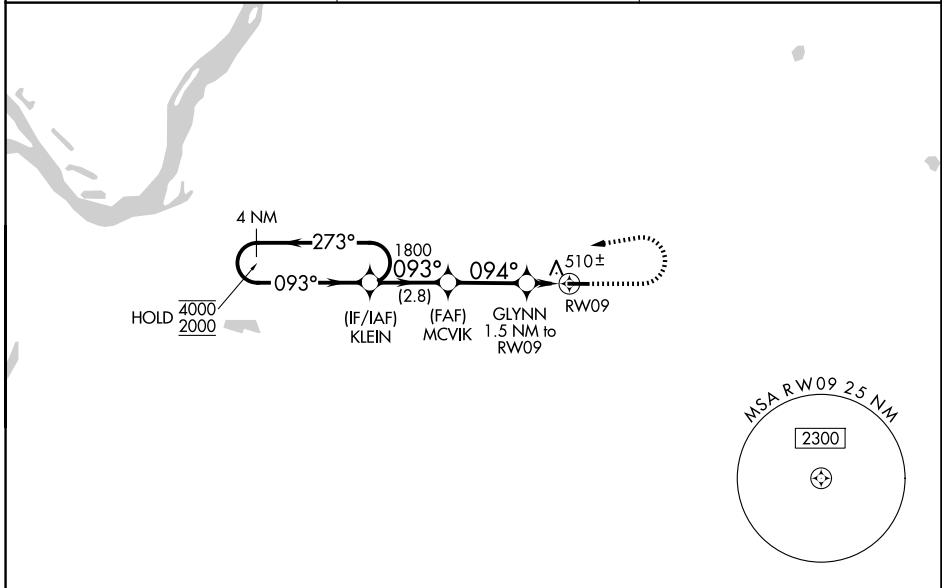 4 NM
273°
1800
093°
(2.8)
093°
094°
510±
HOLD 4000
2000
(IF/IAF)
KLEIN
(FAF)
MCVIK
GLYNN
1.5 NM to
RW09
RW09
MSA RW09 25 NM
2300